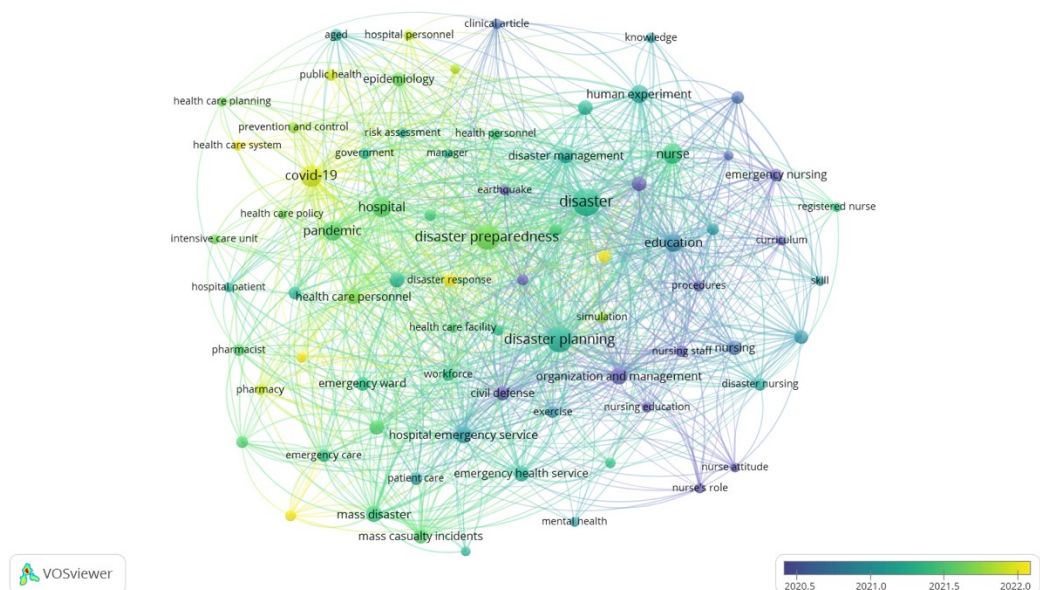 clinical article
aged
hospital personnel
knowledge
public health
epidemiology
human experiment
health care planning
prevention and control
risk assessment
health personnel
health care system
government
manager
disaster management
nurse
covid-19
emergency nursing
earthquake
disaster
hospital
registered nurse
health care policy
pandemic
disaster preparedness
intensive care unit
education
curriculum
disaster response
skill
hospital patient
procedures
health care personnel
simulation
health care facility
disaster planning
pharmacist
nursing staff
nursing
workforce
organization and management
emergency ward
disaster nursing
pharmacy
civil defense
exercise
nursing education
hospital emergency service
emergency care
nurse attitude
emergency health service
patient care
nurse's role
mass disaster
mental health
mass casualty incidents
VOSviewer
2020.5 2021.0 2021.5 2022.0